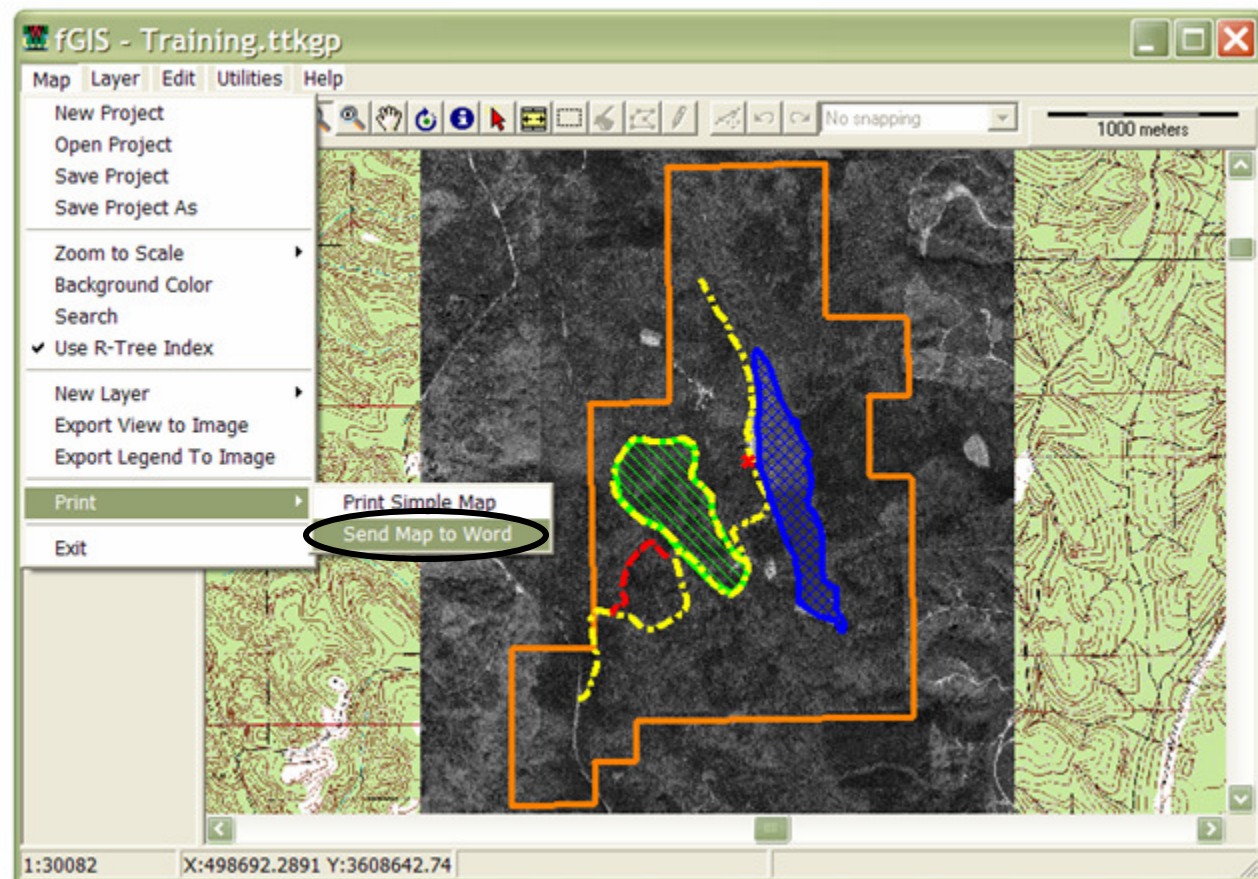 fGIS - Training.ttkgp
Map Layer Edit Utilities Help
No snapping
1000 meters
New Project
Open Project
Save Project
Save Project As
Zoom to Scale
Background Color
Search
Use R-Tree Index
New Layer
Export View to Image
Export Legend To Image
Print
Print Simple Map
Send Map to Word
Exit
1:30082 X:498692.2891 Y:3608642.74